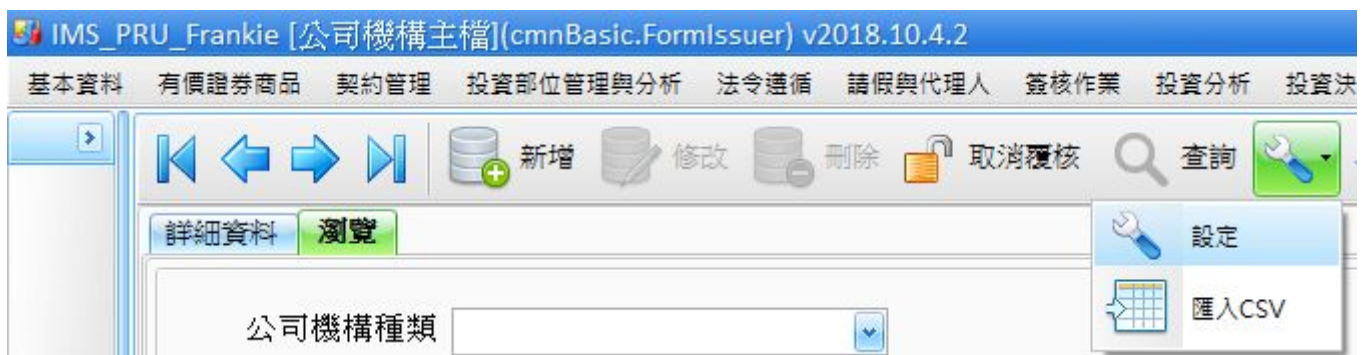 IMS_PRU_Frankie [公司機構主檔](cmnBasic.FormIssuer) v2018.10.4.2
基本資料 有價證券商品 契約管理 投資部位管理與分析 法令遵循 請假與代理人 簽核作業 投資分析 投資決
新增 修改 刪除 取消覆核 查詢
詳細資料 瀏覽
設定
公司機構種類
匯入CSV